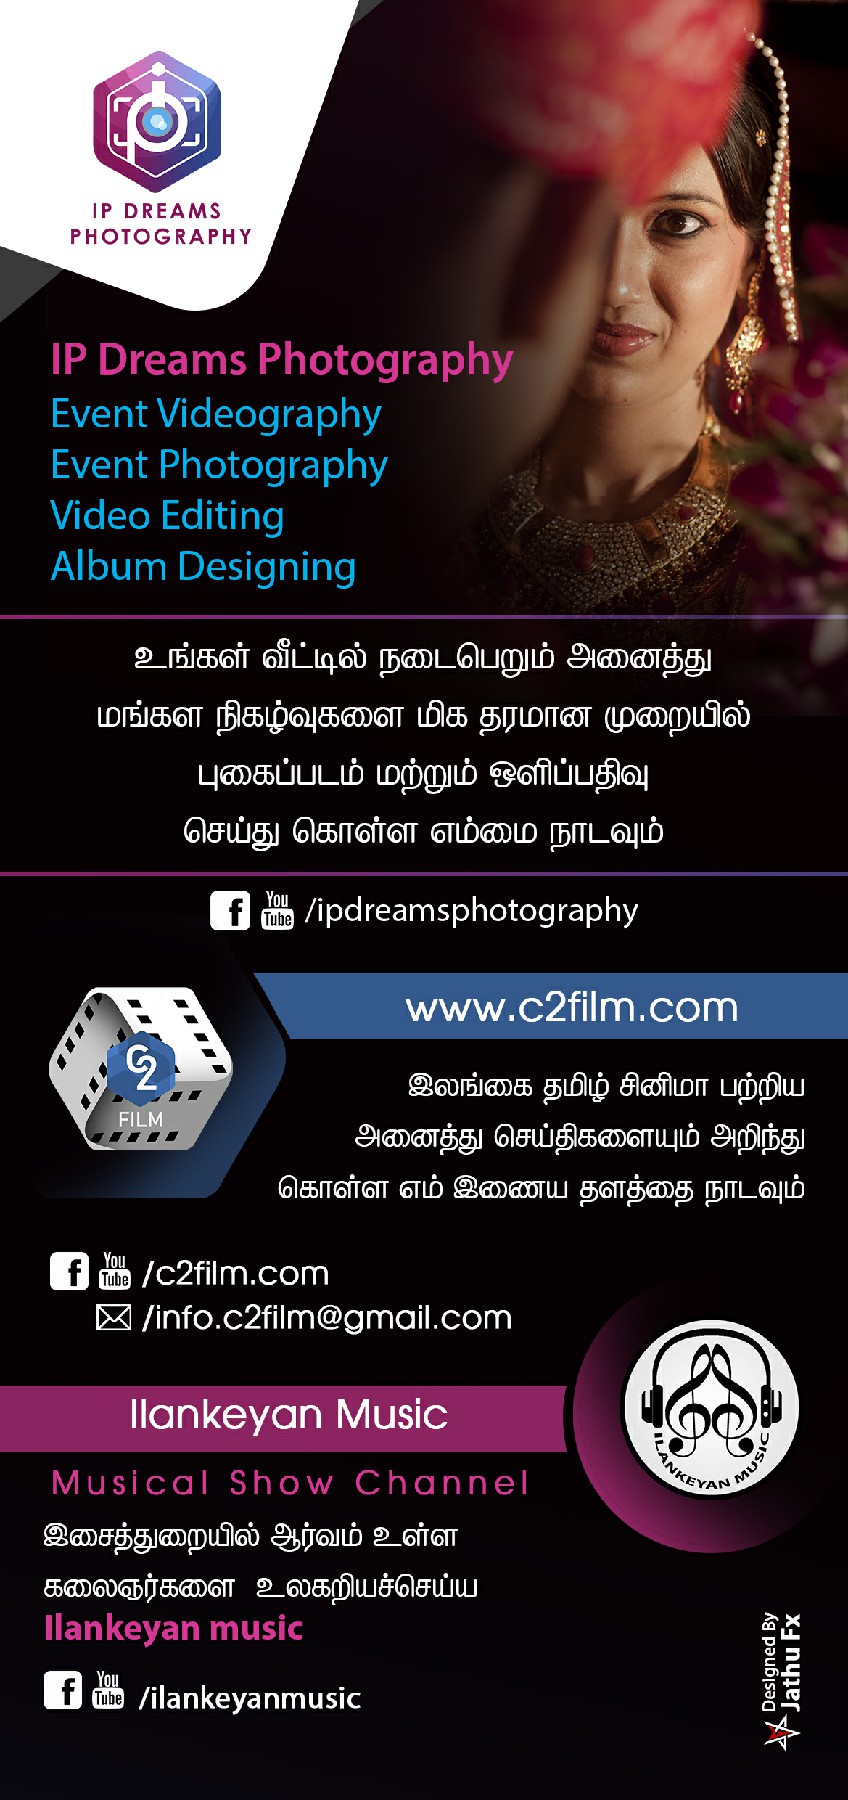 IP DREAMS
PHOTOGRAPHY
IP Dreams Photography
Event Videography
Event Photography
Video Editing
Album Designing
உங்கள் வீட்டில் நடைபெறும் அனைத்து
மங்கள நிகழ்வுகளை மிக தரமான முறையில்
புகைப்படம் மற்றும் ஒளிப்பதிவு
செய்து கொள்ள எம்மை நாடவும்
f You Tube /ipdreamsphotography
www.c2film.com
C2
FILM
இலங்கை தமிழ் சினிமா பற்றிய
அனைத்து செய்திகளையும் அறிந்து
கொள்ள எம் இணைய தளத்தை நாடவும்
f You Tube /c2film.com
/info.c2film@gmail.com
Ilankeyan Music
ILANKEYAN MUSIC
Musical Show Channel
இசைத்துறையில் ஆர்வம் உள்ள
கலைஞர்களை உலகறியச்செய்ய
Ilankeyan music
f You Tube /ilankeyanmusic
Designed By
Jathu Fx